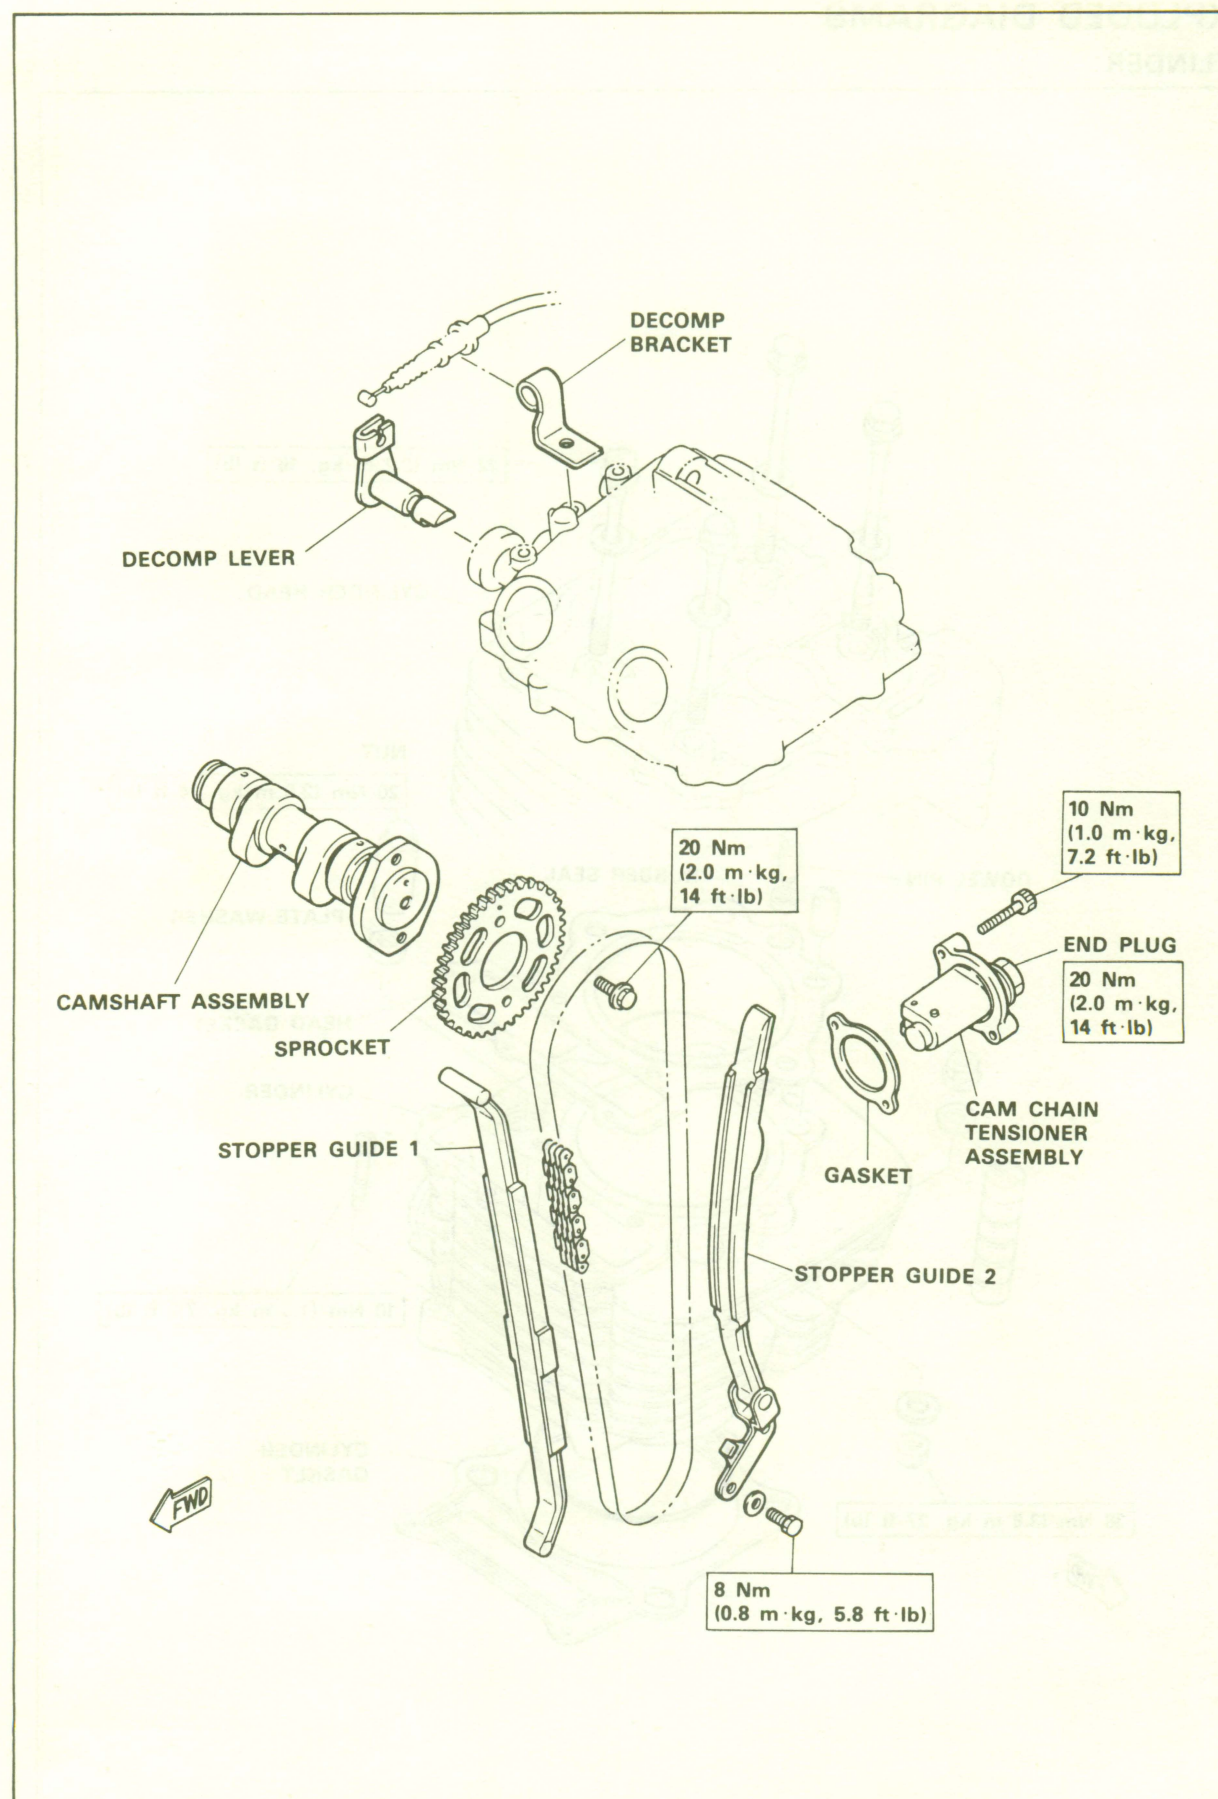 DECOMP
BRACKET
DECOMP LEVER
10 Nm
(1.0 m·kg,
7.2 ft·lb)
20 Nm
(2.0 m·kg,
14 ft·lb)
END PLUG
20 Nm
(2.0 m·kg,
14 ft·lb)
CAMSHAFT ASSEMBLY
SPROCKET
CAM CHAIN
TENSIONER
ASSEMBLY
STOPPER GUIDE 1
GASKET
STOPPER GUIDE 2
FWD
8 Nm
(0.8 m·kg, 5.8 ft·lb)